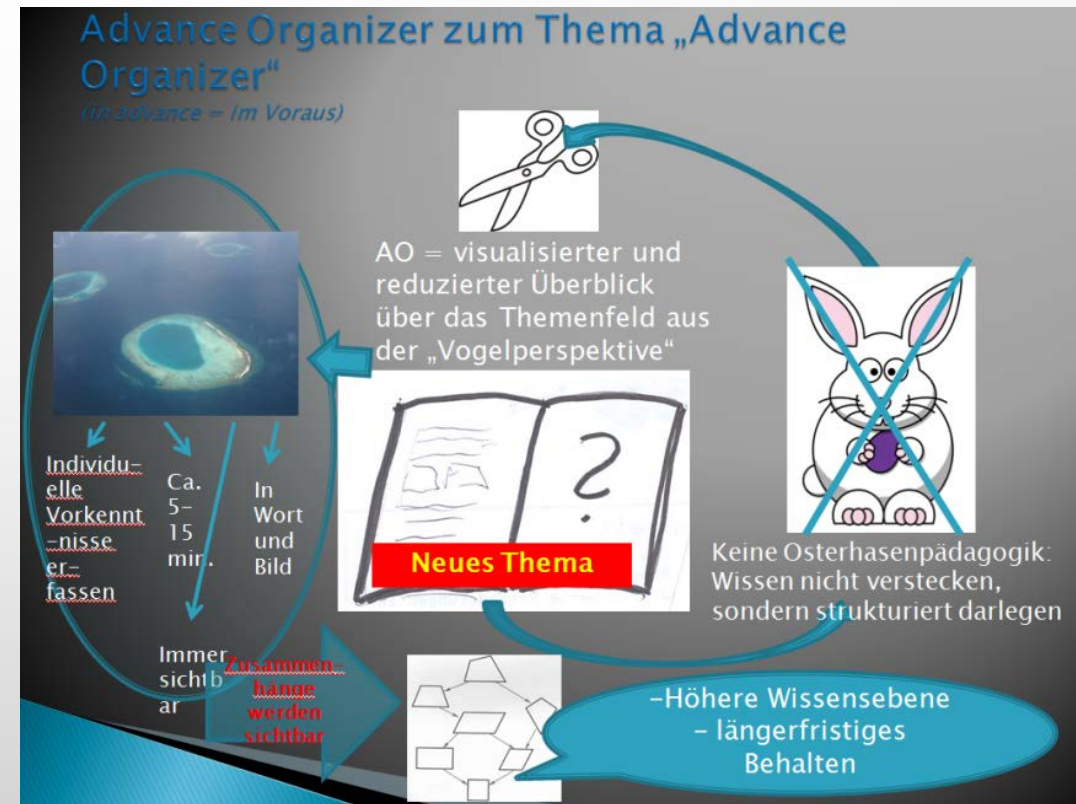 Advance Organizer zum Thema „Advance
Organizer“
(in advance = im Voraus)
AO = visualisierter und
reduzierter Überblick
über das Themenfeld aus
der „Vogelperspektive“
Individu-
elle
Vorkennt
-nisse
er-
fassen
Ca.
5-
15
min.
In
Wort
und
Bild
Immer
sichtb
ar
?
Neues Thema
Keine Osterhasenpädagogik:
Wissen nicht verstecken,
sondern strukturiert darlegen
Zusammen-
hänge
werden
sichtbar
-Höhere Wissensebene
- längerfristiges
Behalten